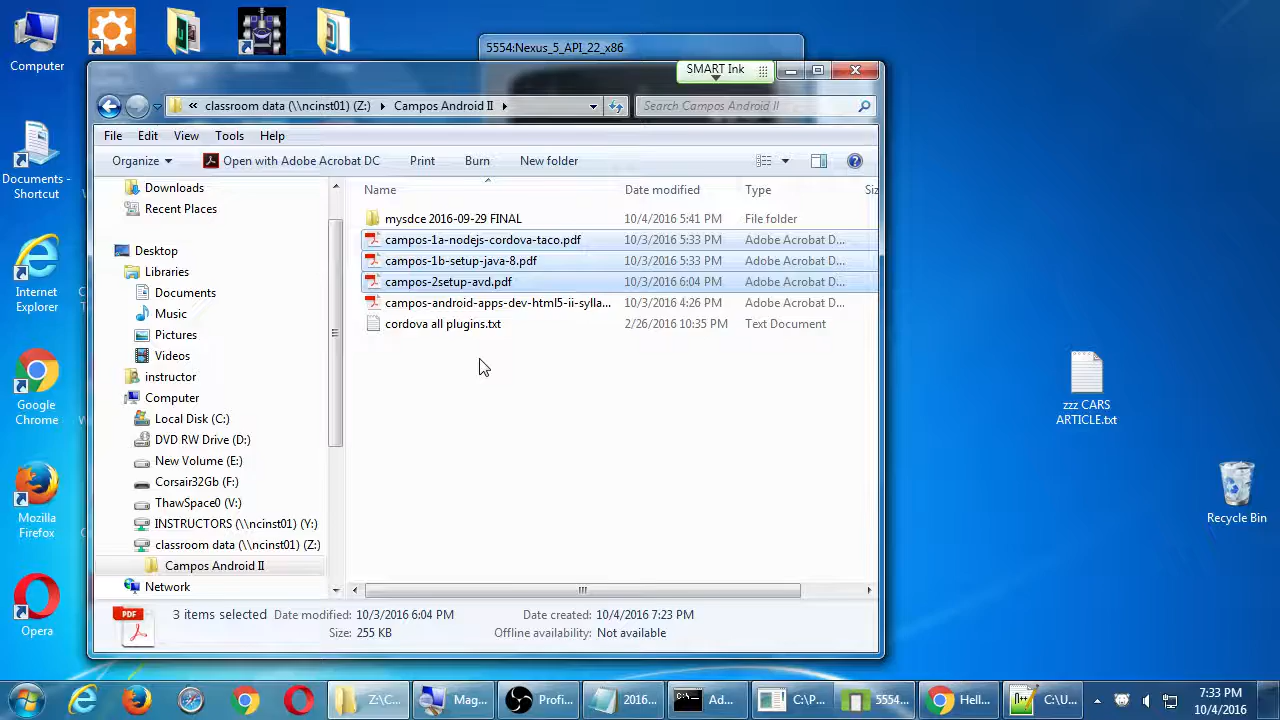 5554:Nexus_5_API_22_x86
SMART Ink
Computer
« classroom data (\\ncinst01) (Z:) Campos Android II
Search Campos Android II
File Edit View Tools Help
Organize Open with Adobe Acrobat DC Print Burn New folder
Name Date modified Type Siz
Documents - Shortcut
Internet Explorer
Google Chrome
Mozilla Firefox
Opera
Downloads
Recent Places
Desktop
Libraries
Documents
Music
Pictures
Videos
instructor
Computer
Local Disk (C:)
DVD RW Drive (D:)
New Volume (E:)
Corsair32Gb (F:)
ThawSpace0 (V:)
INSTRUCTORS (\\ncinst01) (Y:)
classroom data (\\ncinst01) (Z:)
Campos Android II
Network
mysdce 2016-09-29 FINAL 10/4/2016 5:41 PM File folder
campos-1a-nodejs-cordova-taco.pdf 10/3/2016 5:33 PM Adobe Acrobat D...
campos-1b-setup-java-8.pdf 10/3/2016 5:33 PM Adobe Acrobat D...
campos-2setup-avd.pdf 10/3/2016 6:04 PM Adobe Acrobat D...
campos-android-apps-dev-html5-ii-sylla... 10/3/2016 4:26 PM Adobe Acrobat D...
cordova all plugins.txt 2/26/2016 10:35 PM Text Document
PDF
3 items selected Date modified: 10/3/2016 6:04 PM Date created: 10/4/2016 7:23 PM
Size: 255 KB Offline availability: Not available
zzz CARS
ARTICLE.txt
Recycle Bin
Z:\C... Mag... Profi... 2016... Ad... C:\P... 5554... Hell... C:\U...
7:33 PM
10/4/2016